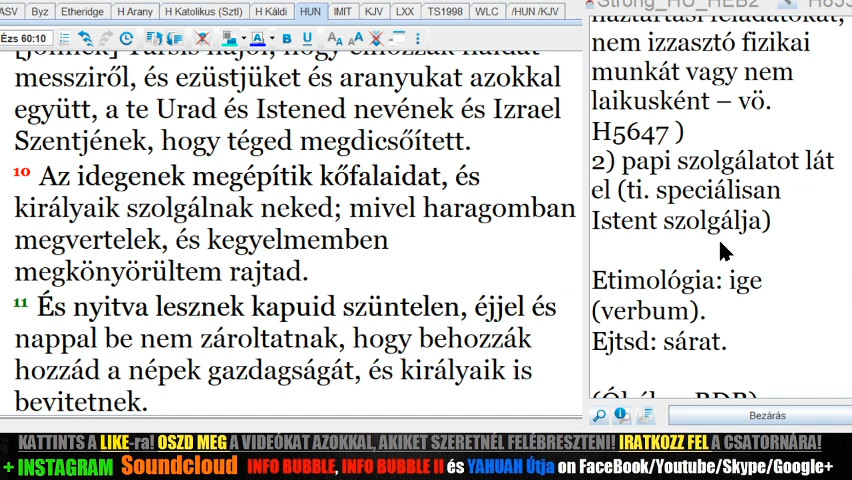 ASV Byz Etheridge H Arany H Katolikus (SztI) H Káldi HUN IMIT KJV LXX TS1998 WLC /HUN /KJV
Strong_HU_HEB2
Ézs 60:10
B U
messziről, és ezüstjüket és aranyukat azokkal
együtt, a te Urad és Istened nevének és Izrael
Szentjének, hogy téged megdicsőített.
10 Az idegenek megépítik kőfalaidat, és
királyaik szolgálnak neked; mivel haragomban
megvertelek, és kegyelmemben
megkönyörültem rajtad.
11 És nyitva lesznek kapuid szüntelen, éjjel és
nappal be nem zároltatnak, hogy behozzák
hozzád a népek gazdagságát, és királyaik is
bevitetnek.
háztartási feladatokat,
nem izzasztó fizikai
munkát vagy nem
laikusként – vö.
H5647 )
2) papi szolgálatot lát
el (ti. speciálisan
Istent szolgálja)
Etimológia: ige
(verbum).
Ejtsd: sárat.
Bezárás
KATTINTS A LIKE-ra! OSZD MEG A VIDEÓKAT AZOKKAL, AKIKET SZERETNÉL FELÉBRESZTENI! IRATKOZZ FEL A CSATORNÁRA!
+ INSTAGRAM Soundcloud INFO BUBBLE, INFO BUBBLE II és YAHUAH Útja on FaceBook/Youtube/Skype/Google+